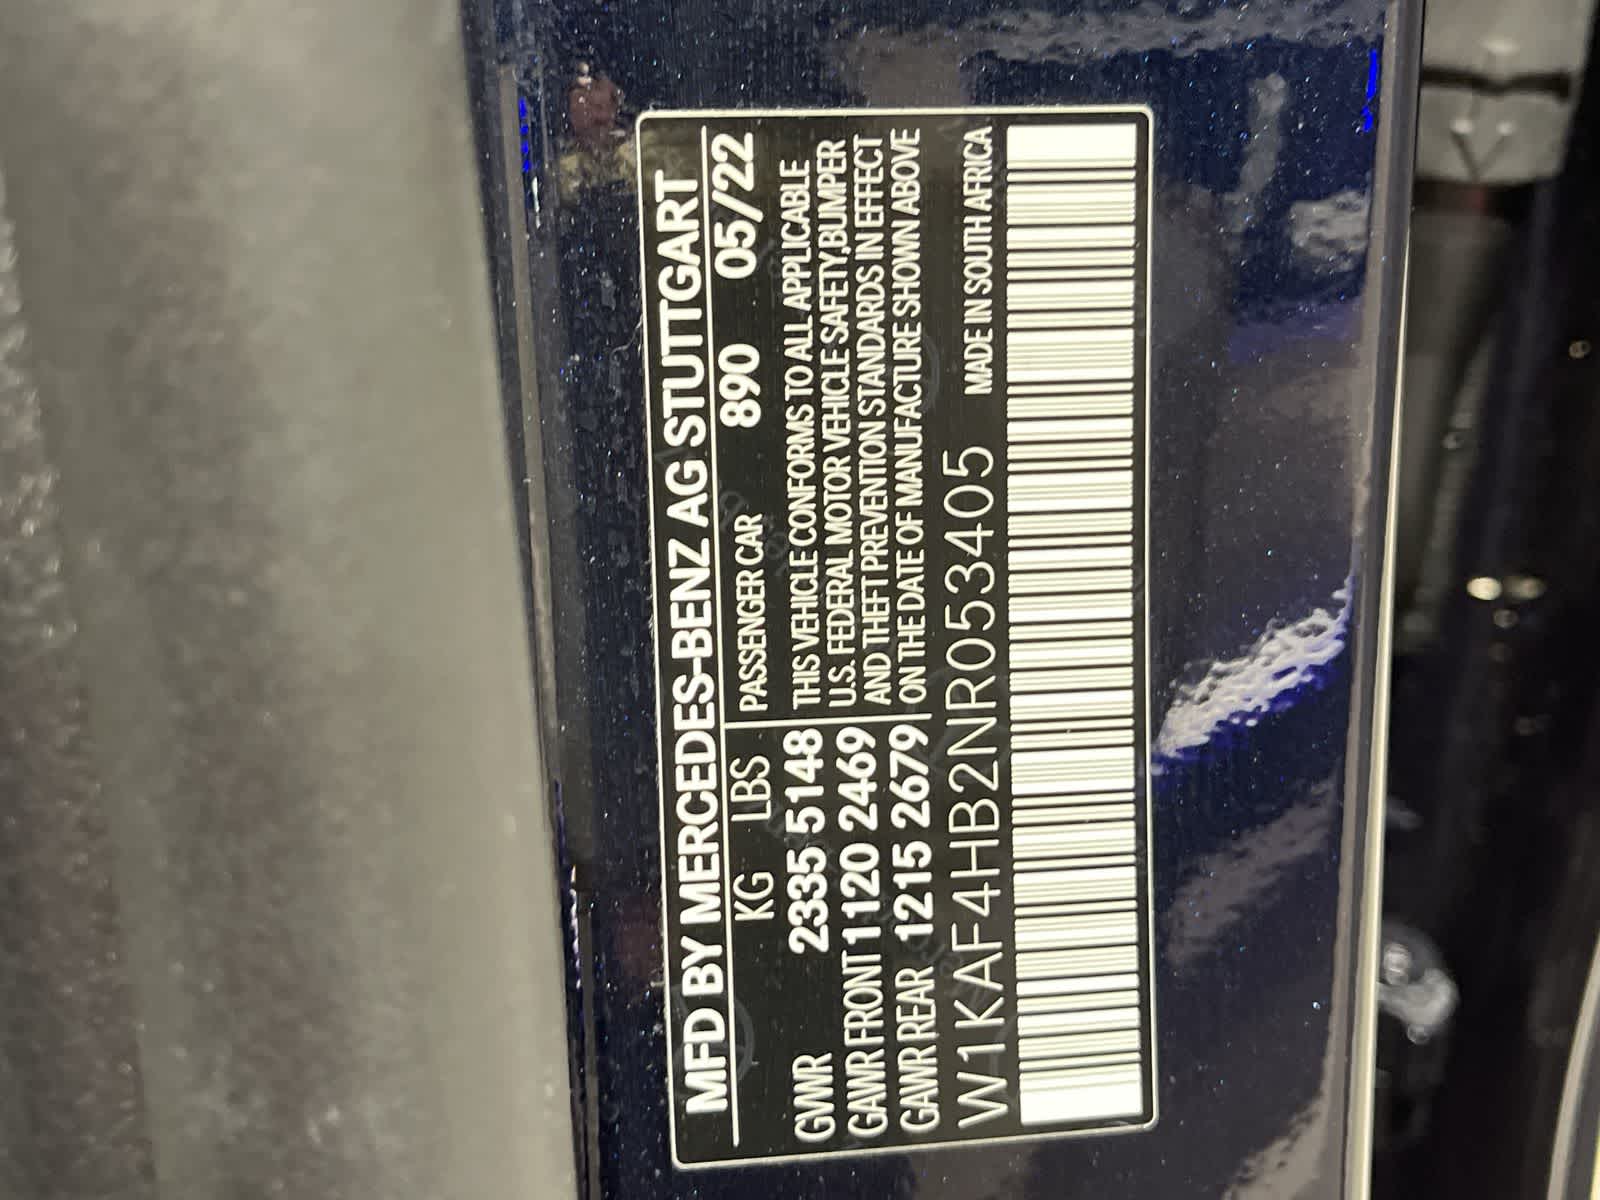 MFD BY MERCEDES-BENZ AG STUTTGART
KG LBS PASSENGER CAR 890 05/22
GVWR 2335 5148 THIS VEHICLE CONFORMS TO ALL APPLICABLE
U.S. FEDERAL MOTOR VEHICLE SAFETY,BUMPER
GAWR FRONT 1120 2469 AND THEFT PREVENTION STANDARDS IN EFFECT
GAWR REAR 1215 2679 ON THE DATE OF MANUFACTURE SHOWN ABOVE
W1KAF4HB2NR053405 MADE IN SOUTH AFRICA